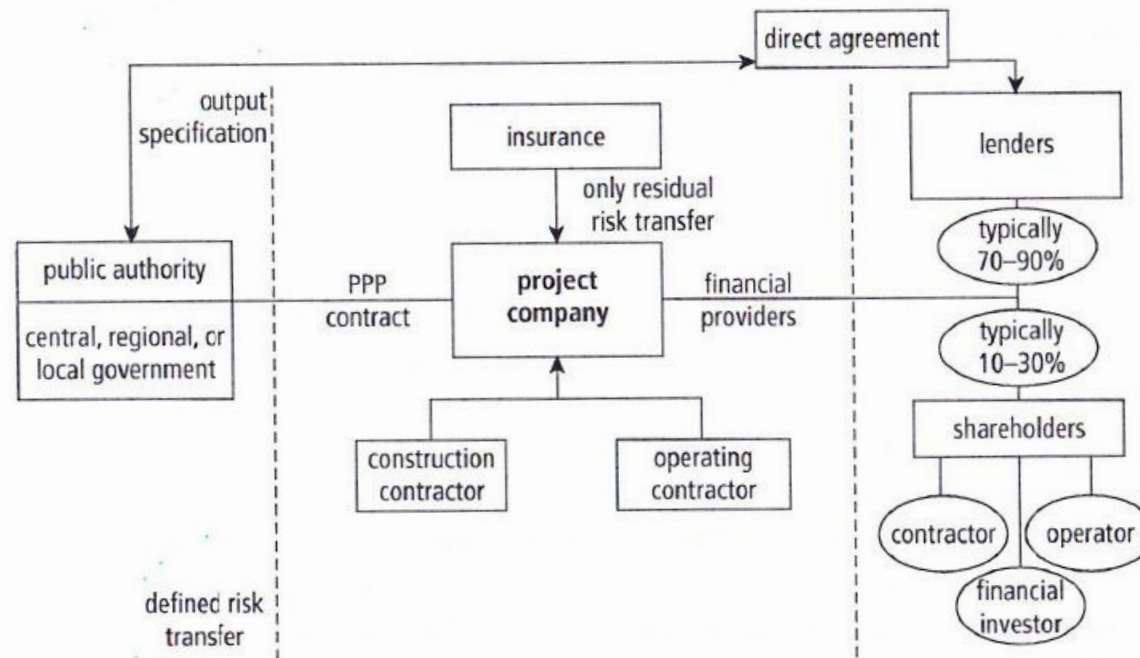 direct agreement
output
specification
insurance
lenders
only residual
risk transfer
typically
70–90%
public authority
central, regional, or
local government
PPP
contract
project
company
financial
providers
typically
10–30%
shareholders
construction
contractor
operating
contractor
contractor
operator
financial
investor
defined risk
transfer